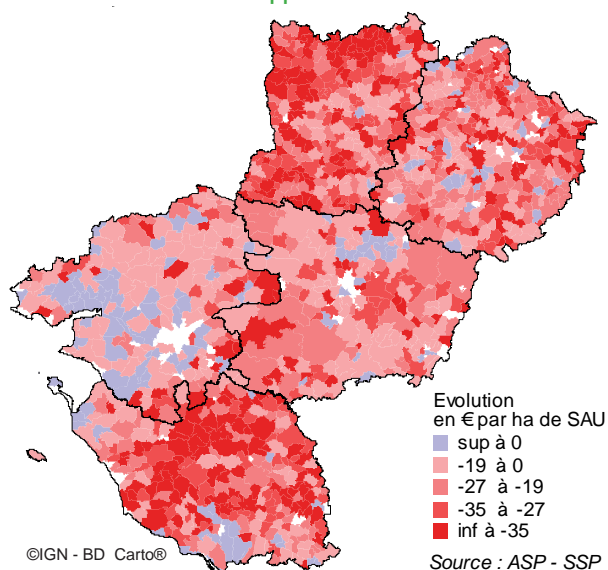 Evolution
en € par ha de SAU
sup à 0
-19 à 0
-27 à -19
-35 à -27
inf à -35
©IGN - BD Carto®
Source : ASP - SSP